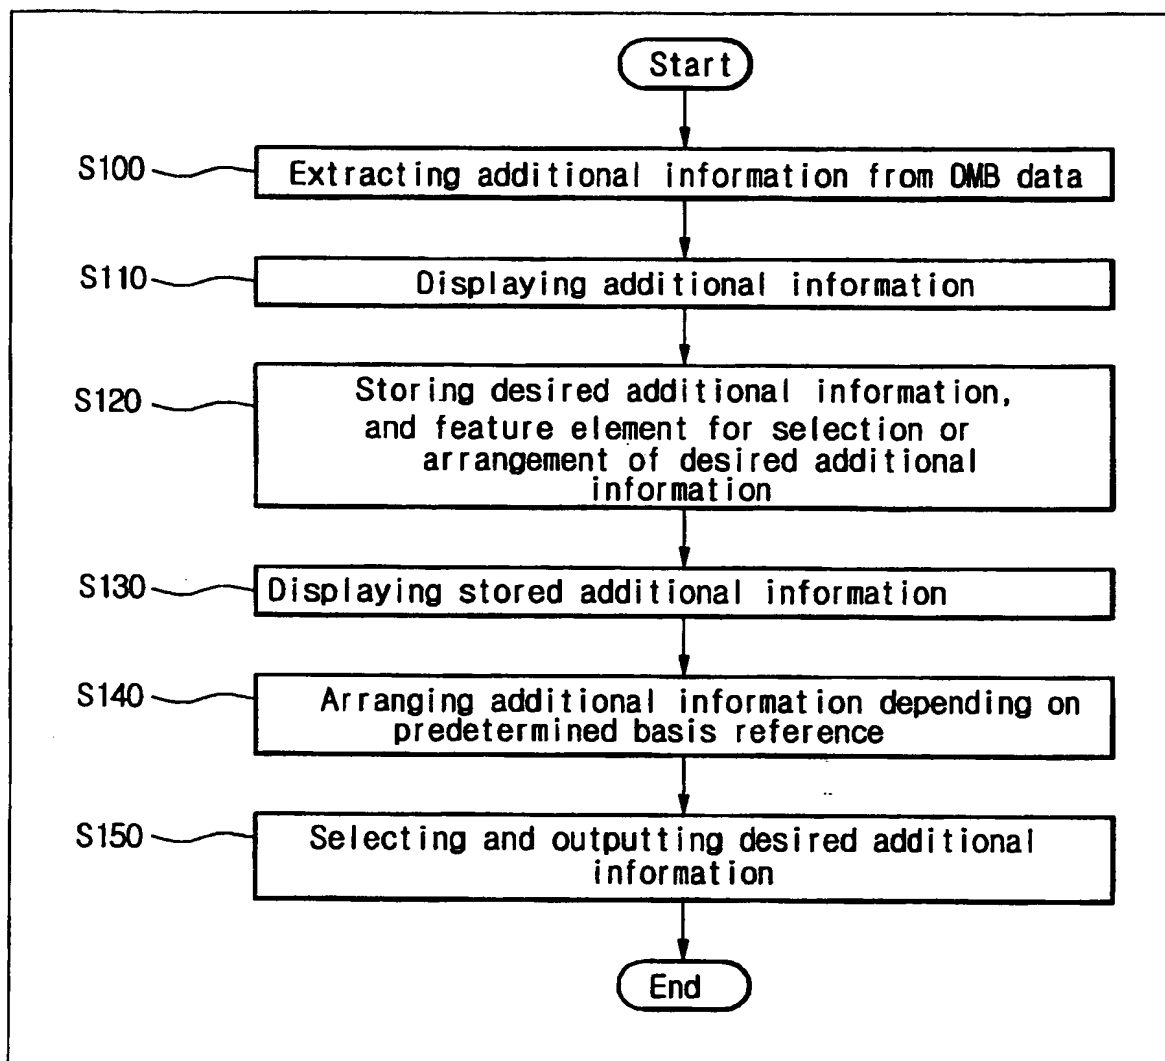 Start
S100
Extracting additional information from DMB data
S110
Displaying additional information
S120
Storing desired additional information,
and feature element for selection or
arrangement of desired additional
information
S130
Displaying stored additional information
S140
Arranging additional information depending on
predetermined basis reference
S150
Selecting and outputting desired additional
information
End